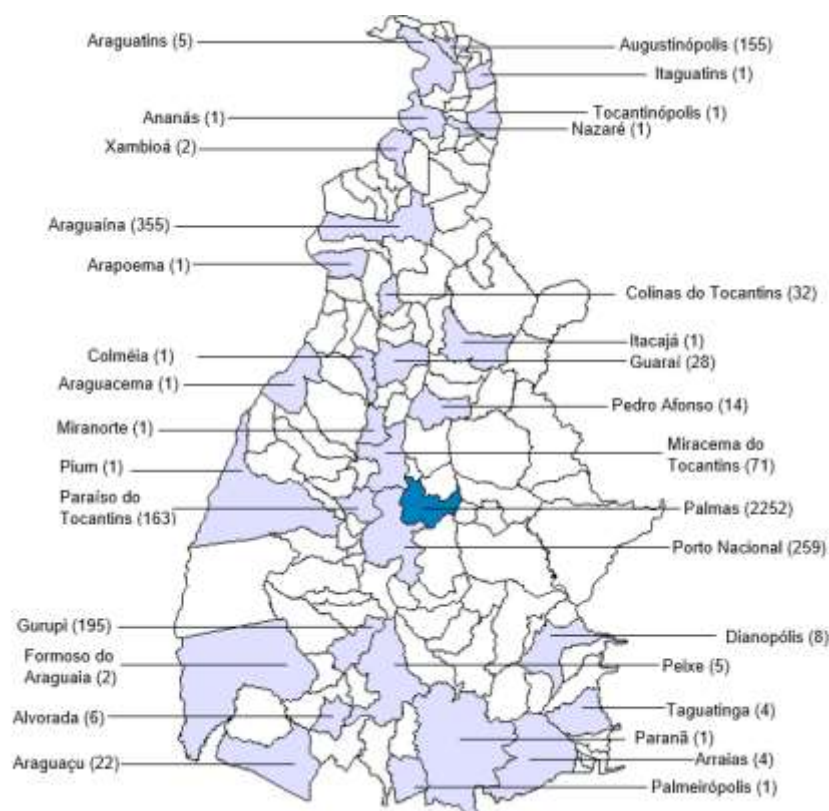 Araguatins (5)
Augustinópolis (155)
Itaguatins (1)
Ananás (1)
Tocantinópolis (1)
Nazaré (1)
Xambioá (2)
Araguaína (355)
Arapoema (1)
Colinas do Tocantins (32)
Itacajá (1)
Colméia (1)
Guaraí (28)
Araguacema (1)
Pedro Afonso (14)
Miranorte (1)
Miracema do
Tocantins (71)
Pium (1)
Paraíso do
Tocantins (163)
Palmas (2252)
Porto Nacional (259)
Gurupi (195)
Dianopólis (8)
Formoso do
Araguaia (2)
Peixe (5)
Taguatinga (4)
Alvorada (6)
Paranã (1)
Arraias (4)
Araguaçu (22)
Palmeirópolis (1)